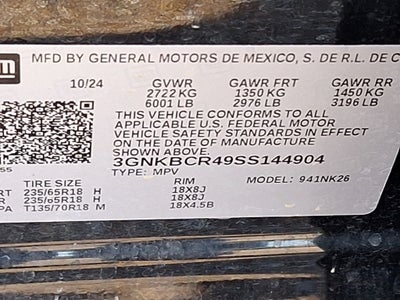 m MFD BY GENERAL MOTORS DE MEXICO, S. DE R.L. DE C
10/24 GVWR GAWR FRT GAWR RR
2722 KG 1350 KG 1450 KG
6001 LB 2976 LB 3196 LB
THIS VEHICLE CONFORMS TO ALL
APPLICABLE U.S. FEDERAL MOTOR
VEHICLE SAFETY STANDARDS IN EFFECT
ON THE DATE OF MANUFACTURE
SHOWN ABOVE.
3GNKBCR49SS144904
TYPE: MPV MODEL: 941NK26
TIRE SIZE RIM
RT 235/65R18 H 18X8J
R 235/65R18 H 18X8J
PA T135/70R18 M 18X4.5B